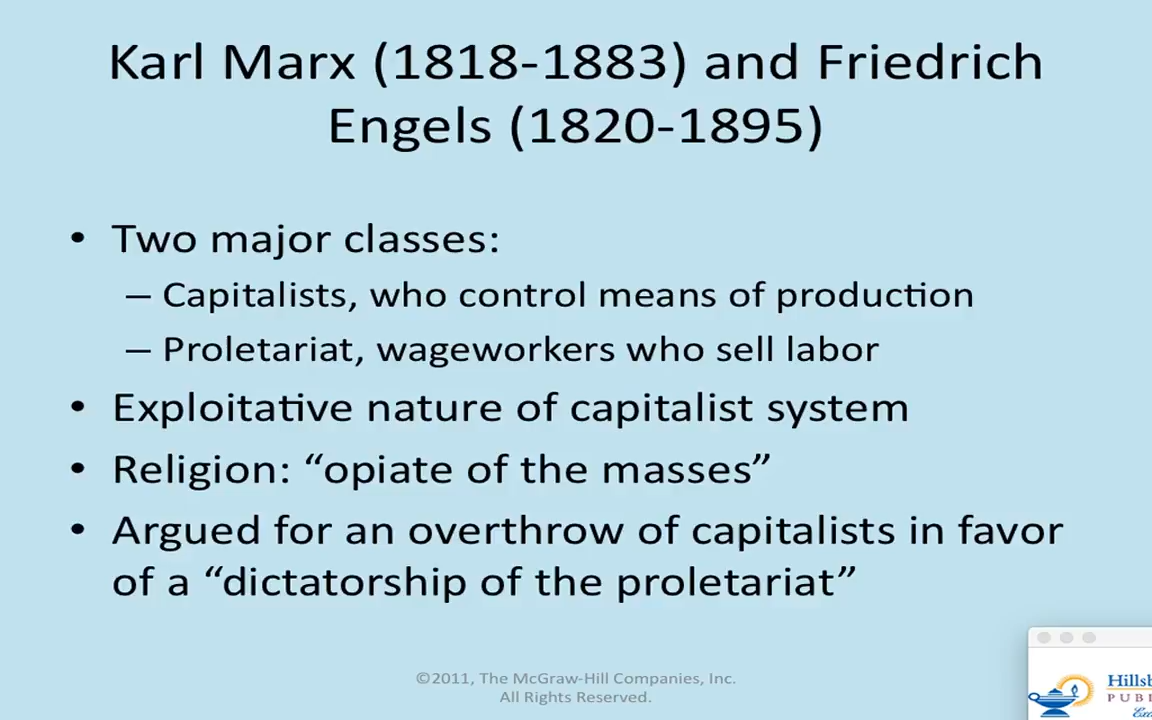 Karl Marx (1818-1883) and Friedrich
Engels (1820-1895)
• Two major classes:
– Capitalists, who control means of production
– Proletariat, wageworkers who sell labor
• Exploitative nature of capitalist system
• Religion: “opiate of the masses”
• Argued for an overthrow of capitalists in favor
of a “dictatorship of the proletariat”
©2011, The McGraw-Hill Companies, Inc.
All Rights Reserved.